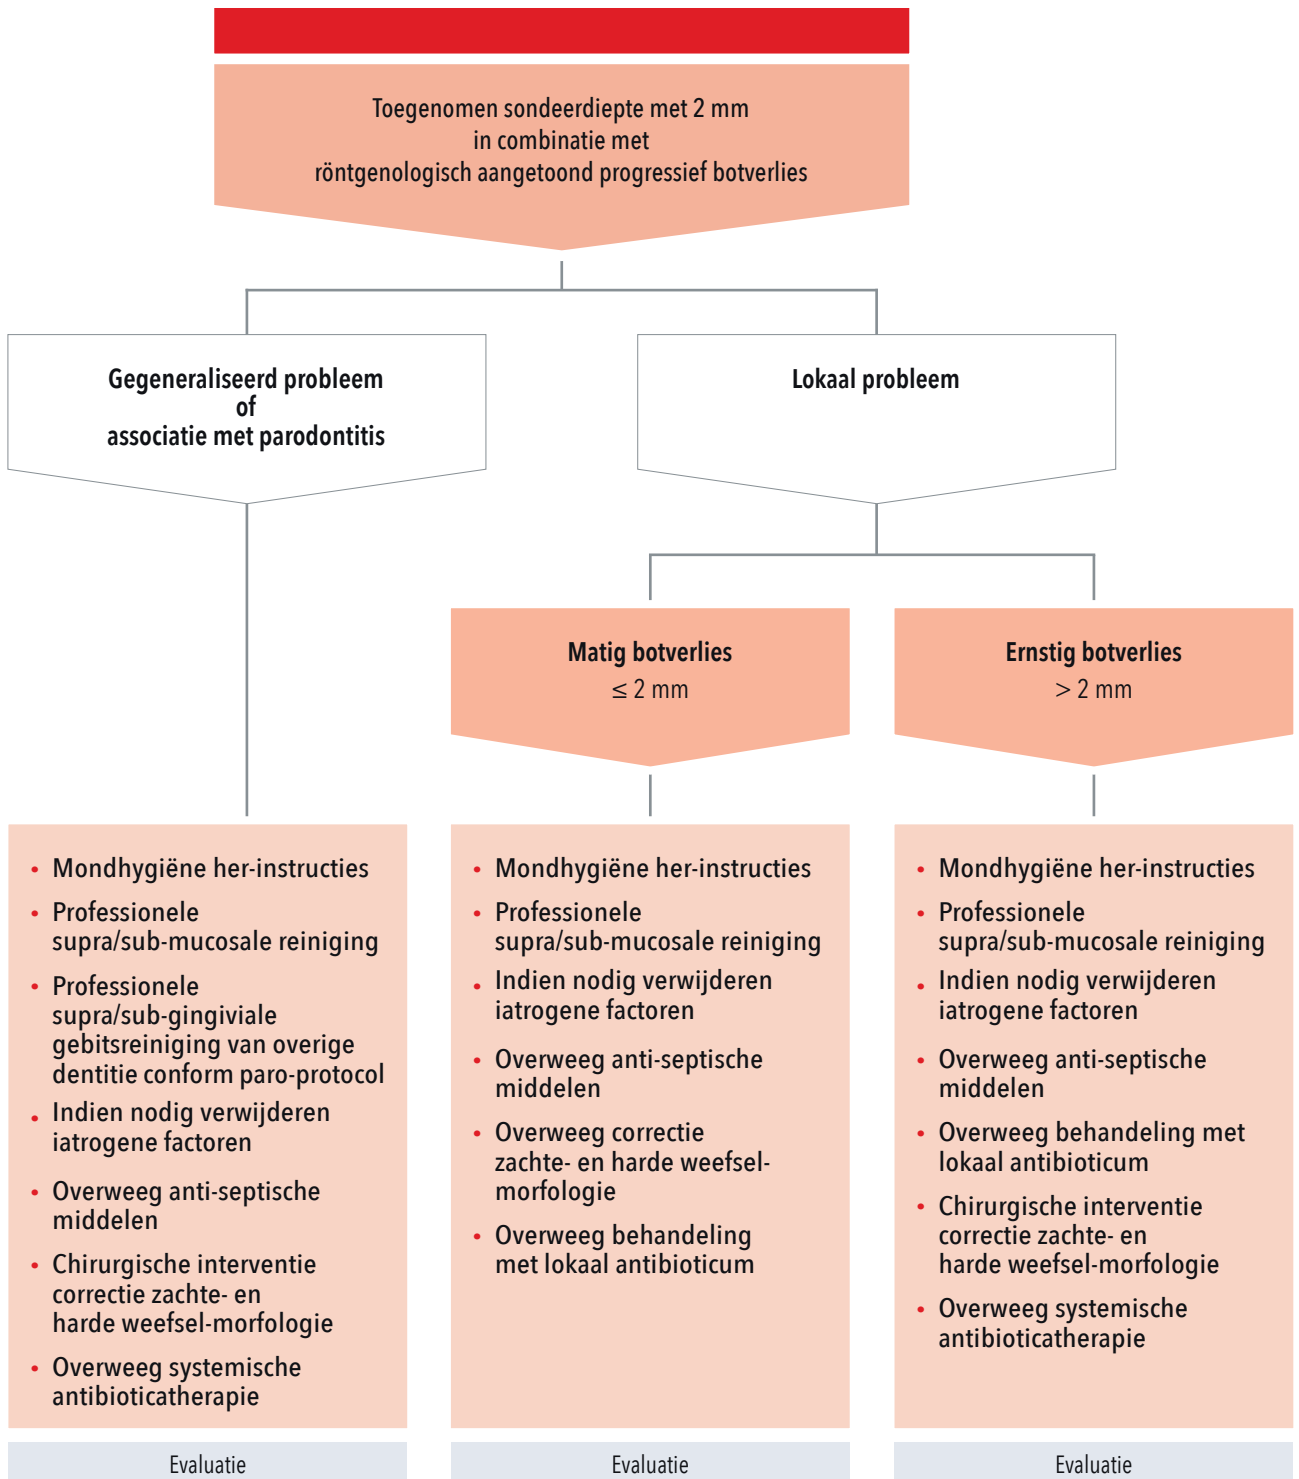 Toegenomen sondeerdiepte met 2 mm
in combinatie met
röntgenologisch aangetoond progressief botverlies
Gegeneraliseerd probleem
of
associatie met parodontitis
Lokaal probleem
Matig botverlies
≤ 2 mm
Ernstig botverlies
> 2 mm
• Mondhygiëne her-instructies
• Professionele
supra/sub-mucosale reiniging
• Professionele
supra/sub-gingiviale
gebitsreiniging van overige
dentitie conform paro-protocol
• Indien nodig verwijderen
iatrogene factoren
• Overweeg anti-septische
middelen
• Chirurgische interventie
correctie zachte- en
harde weefsel-morfologie
• Overweeg systemische
antibioticatherapie
Evaluatie
• Mondhygiëne her-instructies
• Professionele
supra/sub-mucosale reiniging
• Indien nodig verwijderen
iatrogene factoren
• Overweeg anti-septische
middelen
• Overweeg correctie
zachte- en harde weefsel-
morfologie
• Overweeg behandeling
met lokaal antibioticum
Evaluatie
• Mondhygiëne her-instructies
• Professionele
supra/sub-mucosale reiniging
• Indien nodig verwijderen
iatrogene factoren
• Overweeg anti-septische
middelen
• Overweeg behandeling met
lokaal antibioticum
• Chirurgische interventie
correctie zachte- en
harde weefsel-morfologie
• Overweeg systemische
antibioticatherapie
Evaluatie